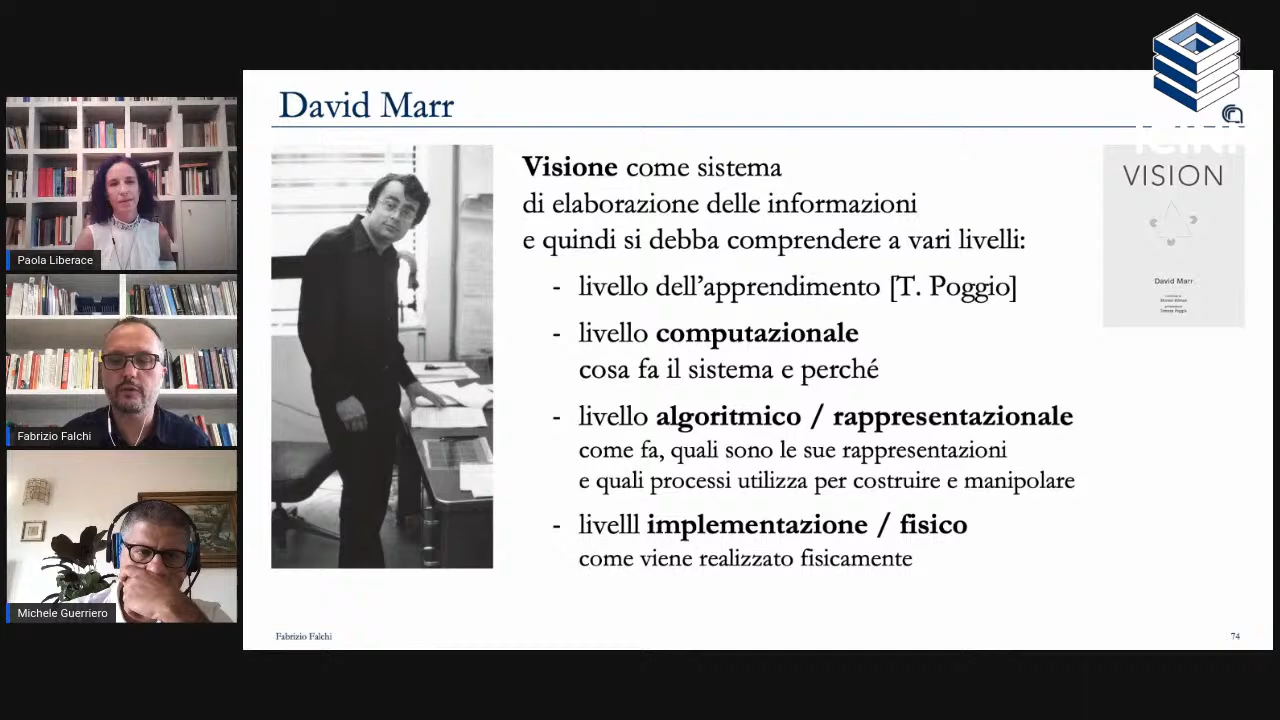 David Marr
Visione come sistema
di elaborazione delle informazioni
e quindi si debba comprendere a vari livelli:
- livello dell'apprendimento [T. Poggio]
- livello computazionale
cosa fa il sistema e perché
- livello algoritmico / rappresentazionale
come fa, quali sono le sue rappresentazioni
e quali processi utilizza per costruire e manipolare
- livelll implementazione / fisico
come viene realizzato fisicamente
VISION
David Marr
Fabrizio Falchi
74
Paola Liberace
Fabrizio Falchi
Michele Guerriero